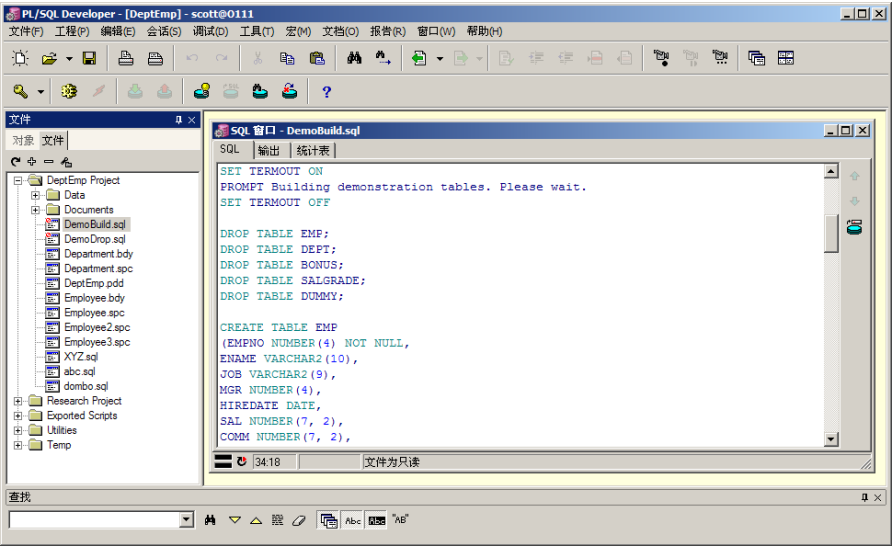 PL/SQL Developer - [DeptEmp] - scott@O111
文件(F) 工程(P) 编辑(E) 会话(S) 调试(D) 工具(T) 宏(M) 文档(O) 报告(R) 窗口(W) 帮助(H)
文件
对象 文件
DeptEmp Project
Data
Documents
DemoBuild.sql
DemoDrop.sql
Department.bdy
Department.spc
DeptEmp.pdd
Employee.bdy
Employee.spc
Employee2.spc
Employee3.spc
XYZ.sql
abc.sql
dombo.sql
Research Project
Exported Scripts
Utilities
Temp
SQL 窗口 - DemoBuild.sql
SQL 输出 统计表
SET TERMOUT ON
PROMPT Building demonstration tables. Please wait.
SET TERMOUT OFF
DROP TABLE EMP;
DROP TABLE DEPT;
DROP TABLE BONUS;
DROP TABLE SALGRADE;
DROP TABLE DUMMY;
CREATE TABLE EMP
(EMPNO NUMBER(4) NOT NULL,
ENAME VARCHAR2(10),
JOB VARCHAR2(9),
MGR NUMBER(4),
HIREDATE DATE,
SAL NUMBER(7, 2),
COMM NUMBER(7, 2),
34:18 文件为只读
查找
Abc Abc "AB"